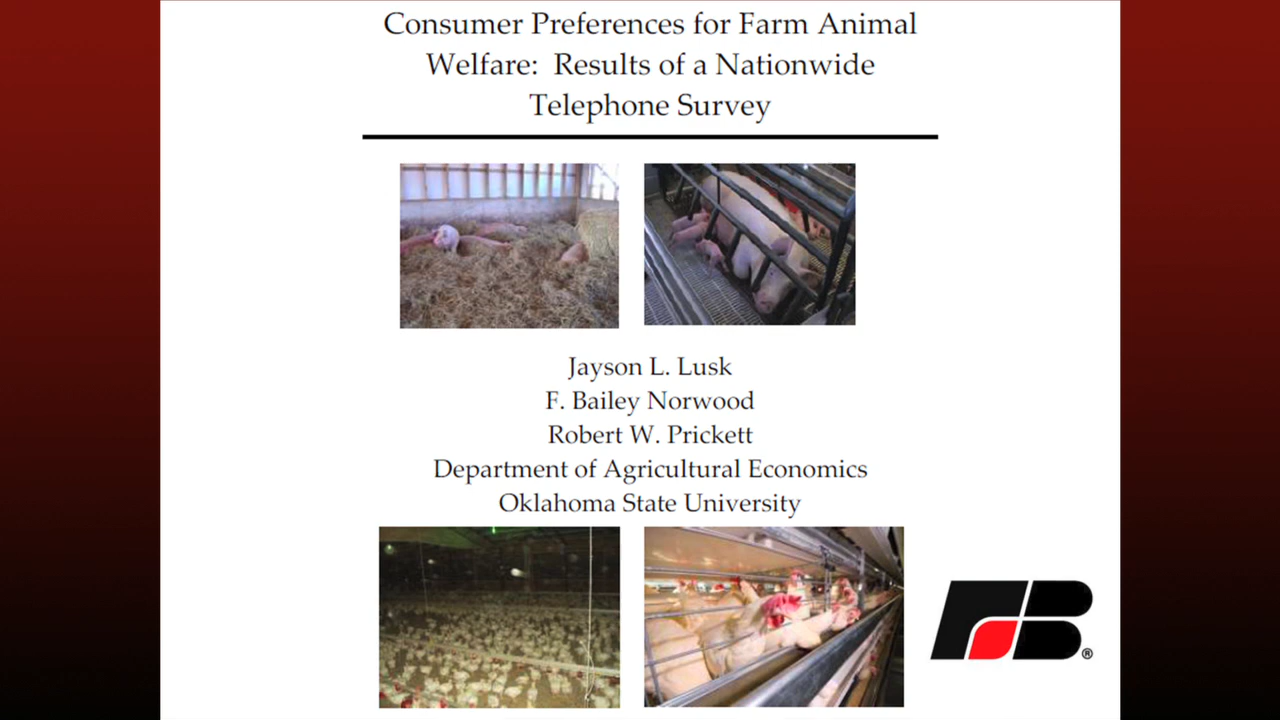 Consumer Preferences for Farm Animal
Welfare: Results of a Nationwide
Telephone Survey
Jayson L. Lusk
F. Bailey Norwood
Robert W. Prickett
Department of Agricultural Economics
Oklahoma State University
FB®